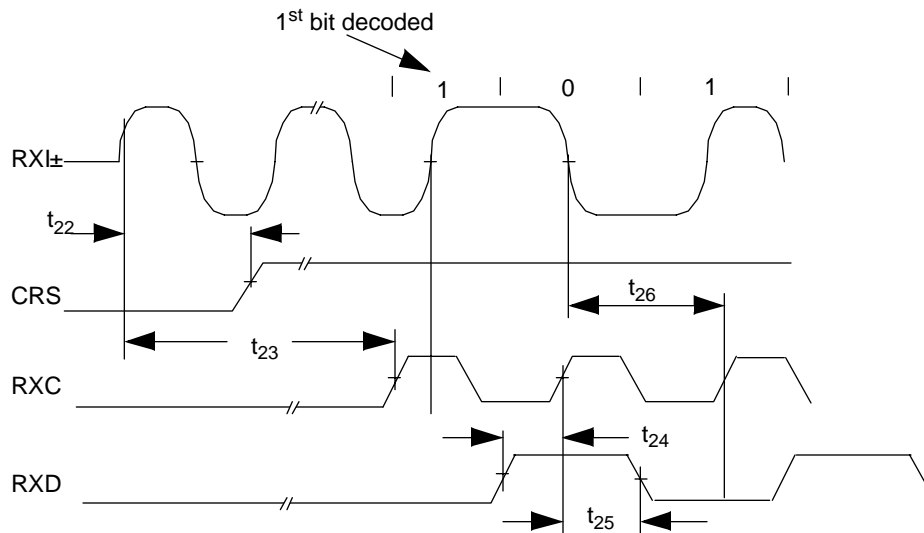 1st bit decoded
| 1 | 0 | 1 |
RXI±
t22
CRS
t26
t23
RXC
t24
RXD
t25